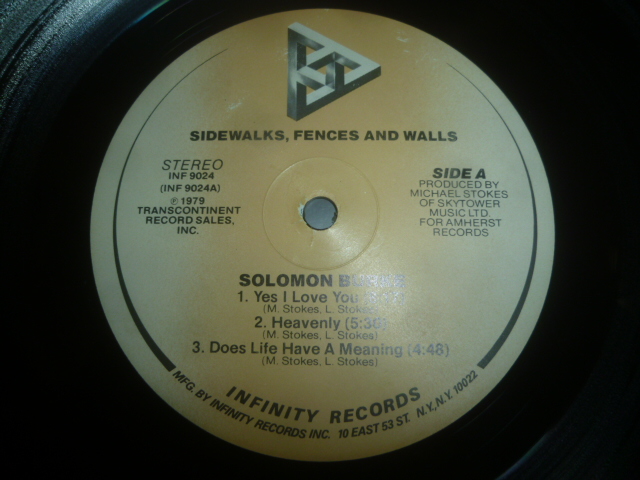 SIDEWALKS, FENCES AND WALLS
STEREO
INF 9024
(INF 9024A)
℗ 1979
TRANSCONTINENT
RECORD SALES,
INC.
SIDE A
PRODUCED BY
MICHAEL STOKES
OF SKYTOWER
MUSIC LTD.
FOR AMHERST
RECORDS
SOLOMON
1. Yes I Love You
(M. Stokes, L. Stokes)
2. Heavenly (5:36)
(M. Stokes, L. Stokes)
3. Does Life Have A Meaning (4:48)
(M. Stokes, L. Stokes)
INFINITY RECORDS
MFG. BY INFINITY RECORDS INC. 10 EAST 53 ST. N.Y., N.Y. 10022